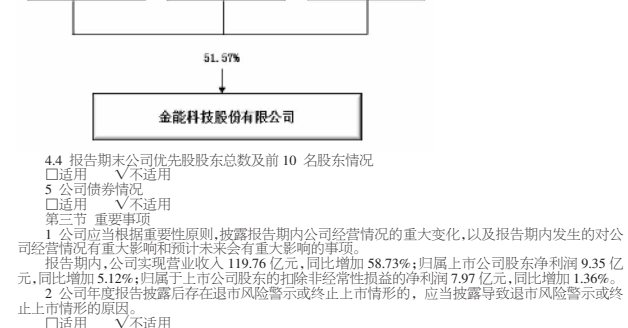 51.57%
金能科技股份有限公司
4.4 报告期末公司优先股股东总数及前 10 名股东情况
□适用 √不适用
5 公司债券情况
□适用 √不适用
第三节 重要事项
1 公司应当根据重要性原则,披露报告期内公司经营情况的重大变化,以及报告期内发生的对公
司经营情况有重大影响和预计未来会有重大影响的事项。
报告期内,公司实现营业收入 119.76 亿元,同比增加 58.73%;归属上市公司股东净利润 9.35 亿
元,同比增加 5.12%;归属于上市公司股东的扣除非经常性损益的净利润 7.97 亿元,同比增加 1.36%。
2 公司年度报告披露后存在退市风险警示或终止上市情形的, 应当披露导致退市风险警示或终
止上市情形的原因。
□适用 √不适用